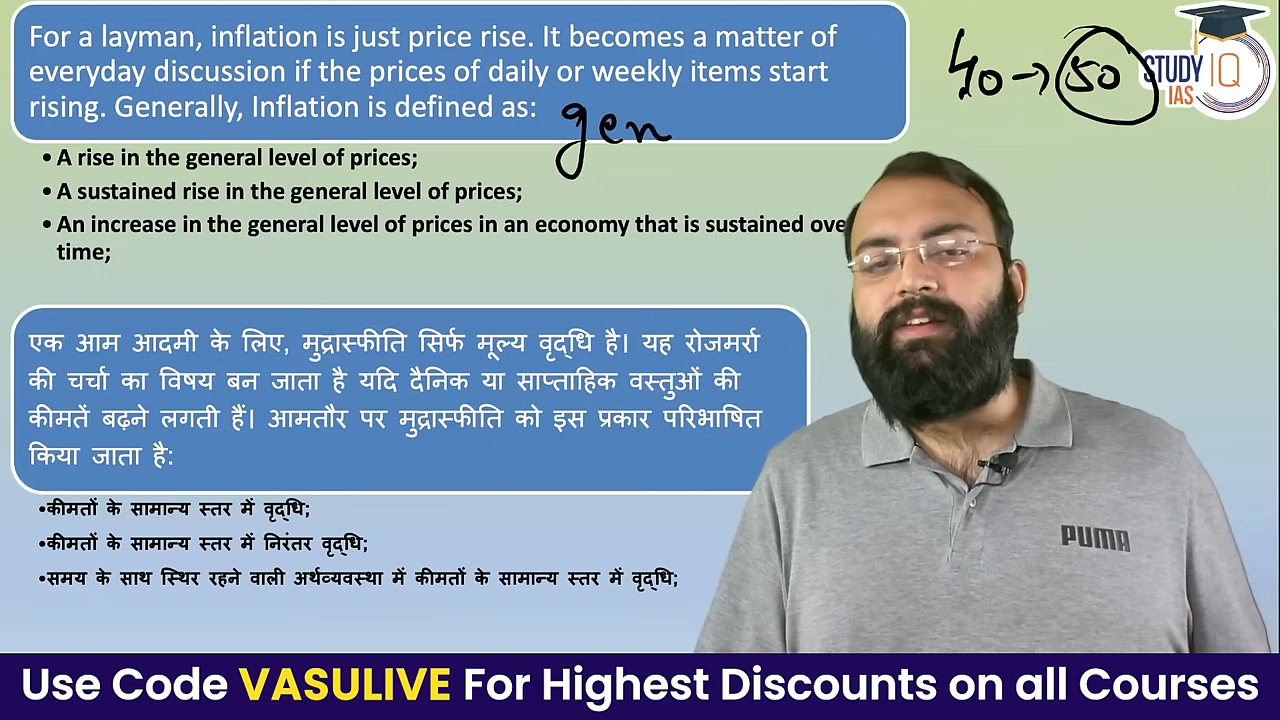 For a layman, inflation is just price rise. It becomes a matter of
everyday discussion if the prices of daily or weekly items start
rising. Generally, Inflation is defined as:
gen
40→50
STUDY IQ
IAS
• A rise in the general level of prices;
• A sustained rise in the general level of prices;
• An increase in the general level of prices in an economy that is sustained ove
time;
एक आम आदमी के लिए, मुद्रास्फीति सिर्फ मूल्य वृद्धि है। यह रोजमर्रा
की चर्चा का विषय बन जाता है यदि दैनिक या साप्ताहिक वस्तुओं की
कीमतें बढ़ने लगती हैं। आमतौर पर मुद्रास्फीति को इस प्रकार परिभाषित
किया जाता है:
•कीमतों के सामान्य स्तर में वृद्धि;
•कीमतों के सामान्य स्तर में निरंतर वृद्धि;
•समय के साथ स्थिर रहने वाली अर्थव्यवस्था में कीमतों के सामान्य स्तर में वृद्धि;
PUMA
Use Code VASULIVE For Highest Discounts on all Courses